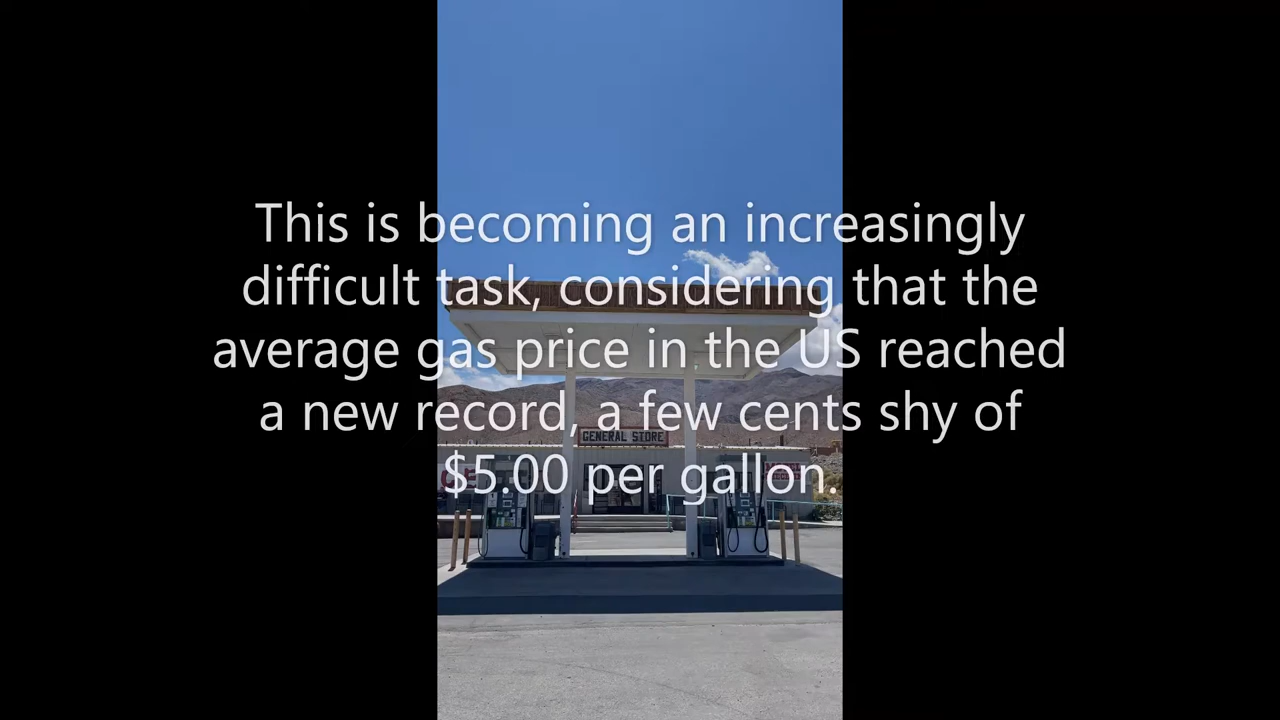 This is becoming an increasingly
difficult task, considering that the
average gas price in the US reached
a new record, a few cents shy of
GENERAL STORE
$5.00 per gallon.